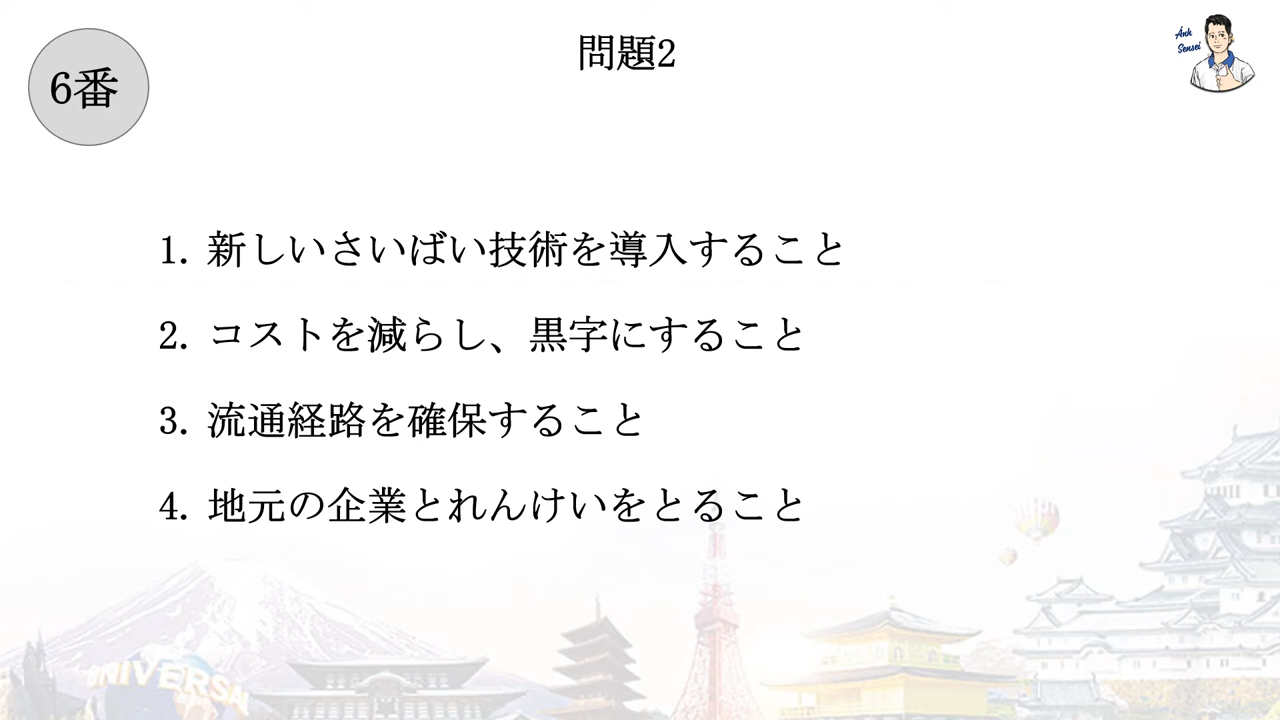 問題2
Ánh
Sensei
6番
1. 新しいさいばい技術を導入すること
2. コストを減らし、黒字にすること
3. 流通経路を確保すること
4. 地元の企業とれんけいをとること
UNIVERSAL